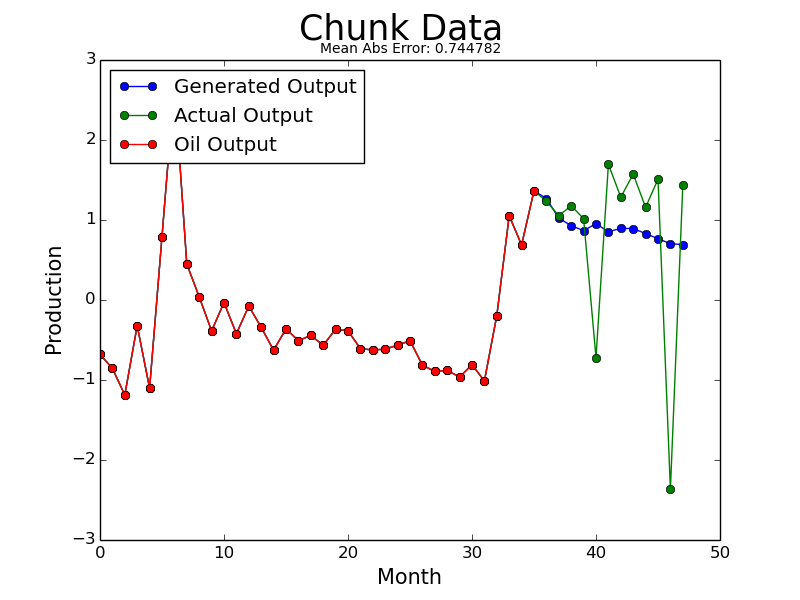 Chunk Data
Mean Abs Error: 0.744782
Generated Output
Actual Output
Oil Output
3
2
1
0
−1
−2
−3
Production
0 10 20 30 40 50
Month